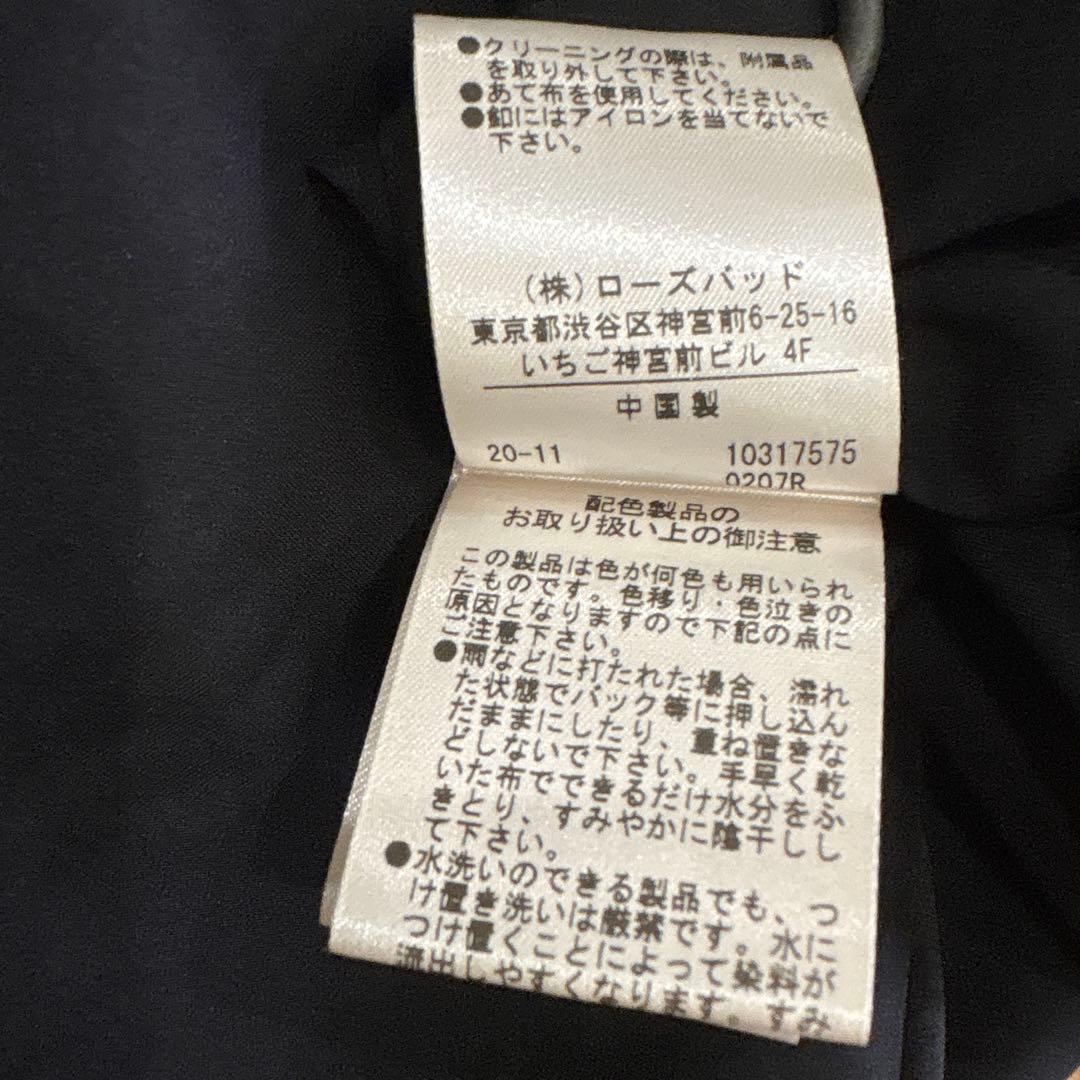 ●クリーニングの際は、金属品
を取り外して下さい。
●あて布を使用してください。
●釦にはアイロンを当てないで
下さい。
(株)ローズバッド
東京都渋谷区神宮前6-25-16
いちご神宮前ビル 4F
中国製
20-11 10317575
0207R
配色製品の
お取り扱い上の御注意
この製品は色が何色も用いられ
たものです。色移り・色泣きの
原因となりますので下記の点に
ご注意下さい。
●雨などに打たれた場合、濡れ
た状態でバック等に押し込ん
だままにしたり、重ね置きな
どしないで下さい。手早く乾
いた布でできるだけ水分をふ
きとり、すみやかに陰干しし
て下さい。
●水洗いのできる製品でも、つ
け置き洗いは厳禁です。水に
つけ置くことによって染料が
流出しやすくなります。すみ